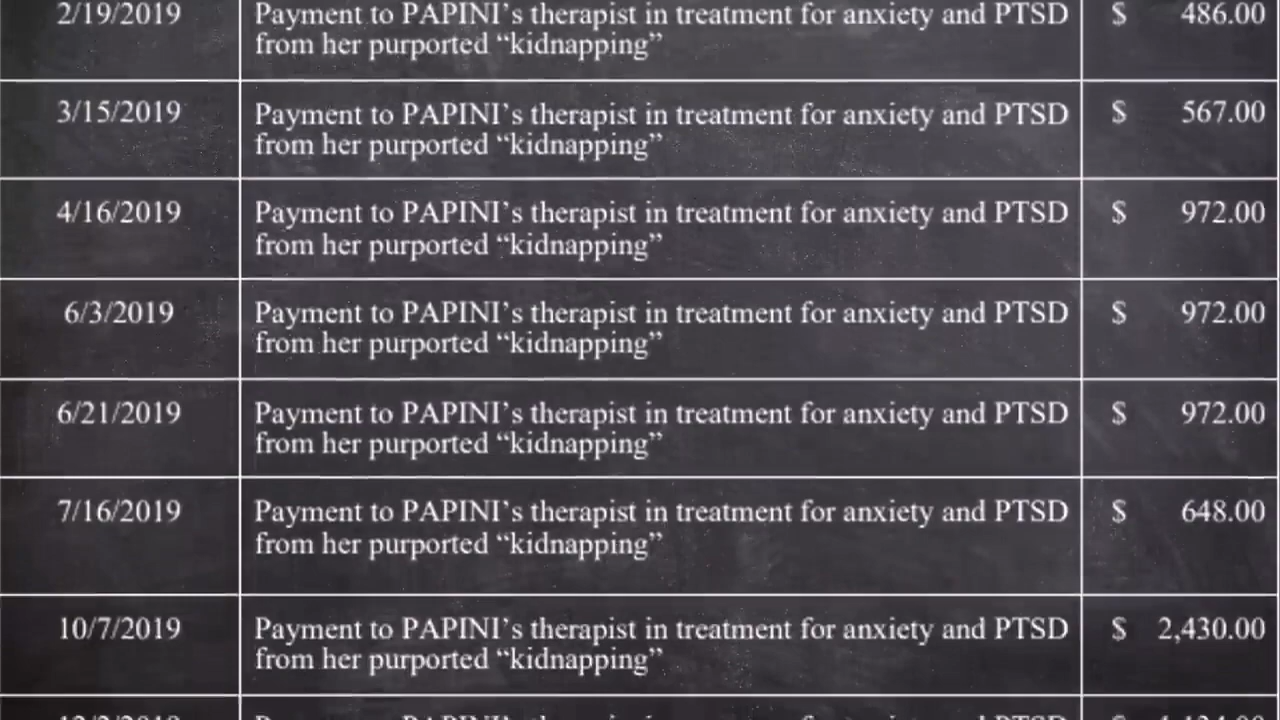 2/19/2019 Payment to PAPINI’s therapist in treatment for anxiety and PTSD $ 486.00
from her purported “kidnapping”
3/15/2019 Payment to PAPINI’s therapist in treatment for anxiety and PTSD $ 567.00
from her purported “kidnapping”
4/16/2019 Payment to PAPINI’s therapist in treatment for anxiety and PTSD $ 972.00
from her purported “kidnapping”
6/3/2019 Payment to PAPINI’s therapist in treatment for anxiety and PTSD $ 972.00
from her purported “kidnapping”
6/21/2019 Payment to PAPINI’s therapist in treatment for anxiety and PTSD $ 972.00
from her purported “kidnapping”
7/16/2019 Payment to PAPINI’s therapist in treatment for anxiety and PTSD $ 648.00
from her purported “kidnapping”
10/7/2019 Payment to PAPINI’s therapist in treatment for anxiety and PTSD $ 2,430.00
from her purported “kidnapping”